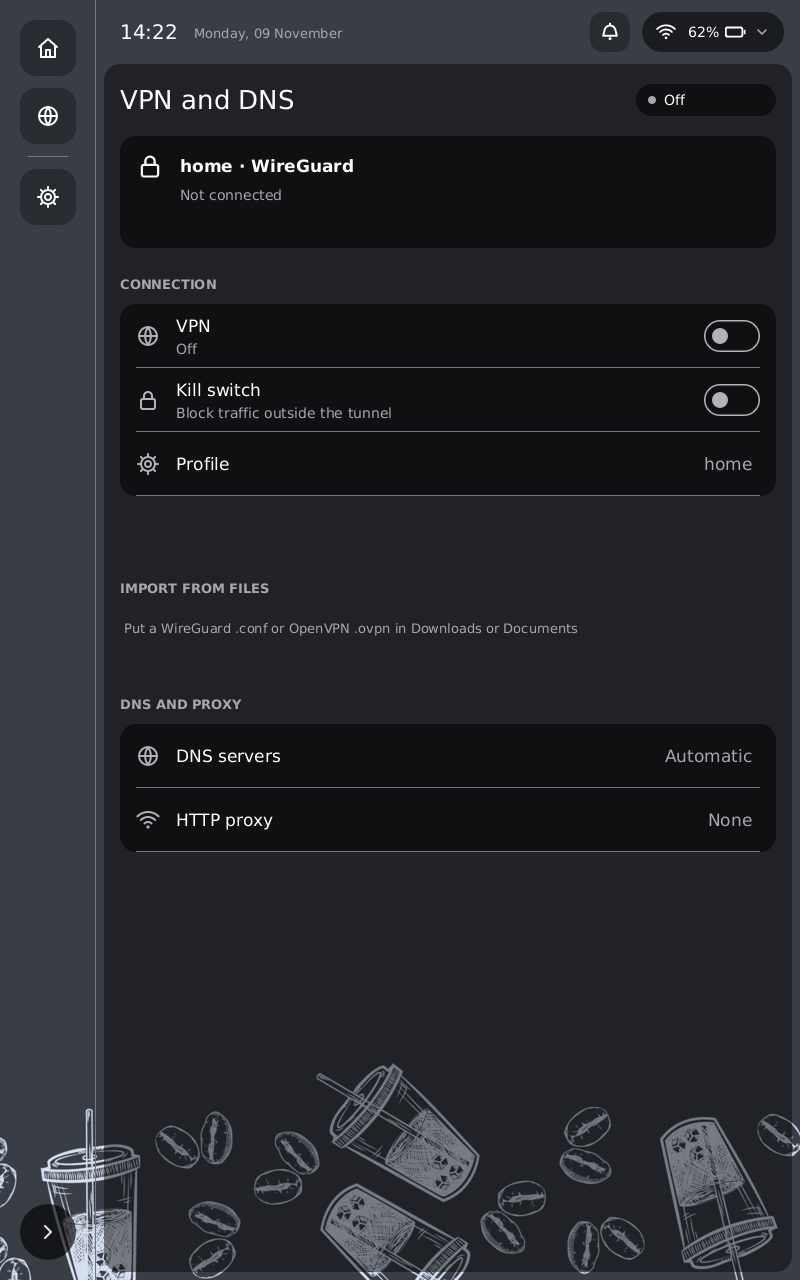 14:22 Monday, 09 November
62%
VPN and DNS
Off
home · WireGuard
Not connected
CONNECTION
VPN
Off
Kill switch
Block traffic outside the tunnel
Profile home
IMPORT FROM FILES
Put a WireGuard .conf or OpenVPN .ovpn in Downloads or Documents
DNS AND PROXY
DNS servers Automatic
HTTP proxy None